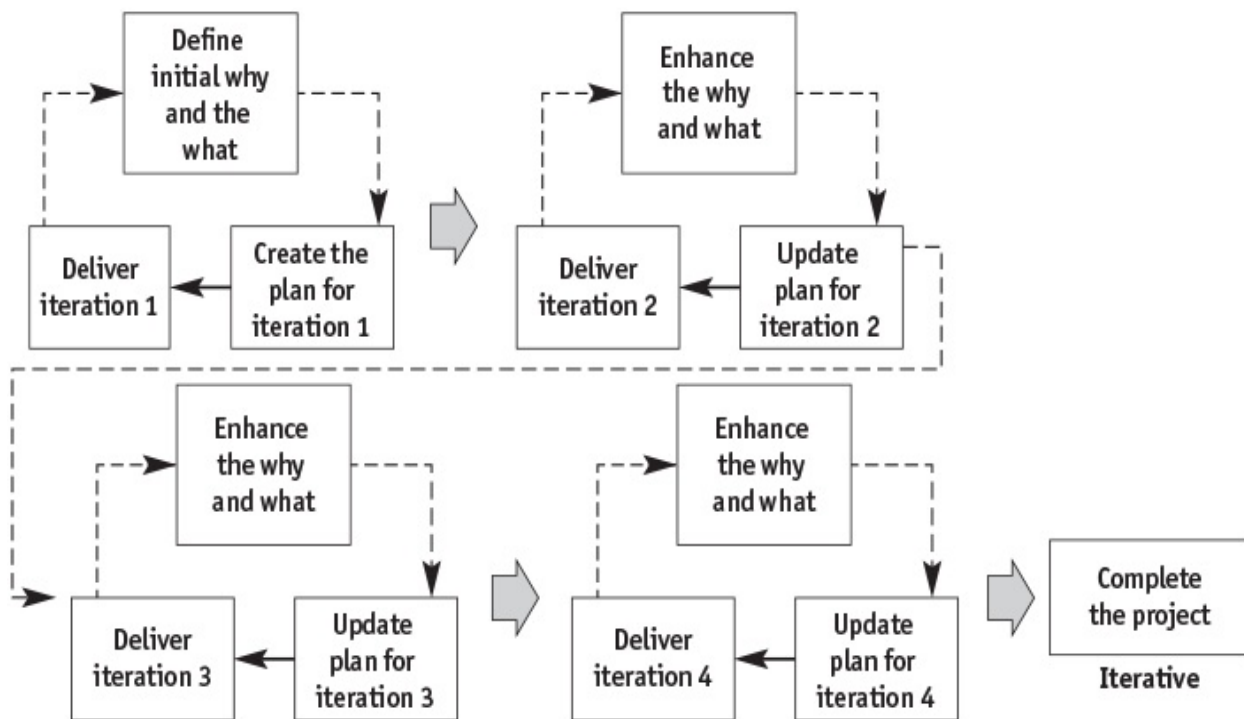 Define
initial why
and the
what
Deliver
iteration 1
Create the
plan for
iteration 1
Enhance
the why
and what
Deliver
iteration 2
Update
plan for
iteration 2
Enhance
the why
and what
Deliver
iteration 3
Update
plan for
iteration 3
Enhance
the why
and what
Deliver
iteration 4
Update
plan for
iteration 4
Complete
the project
Iterative